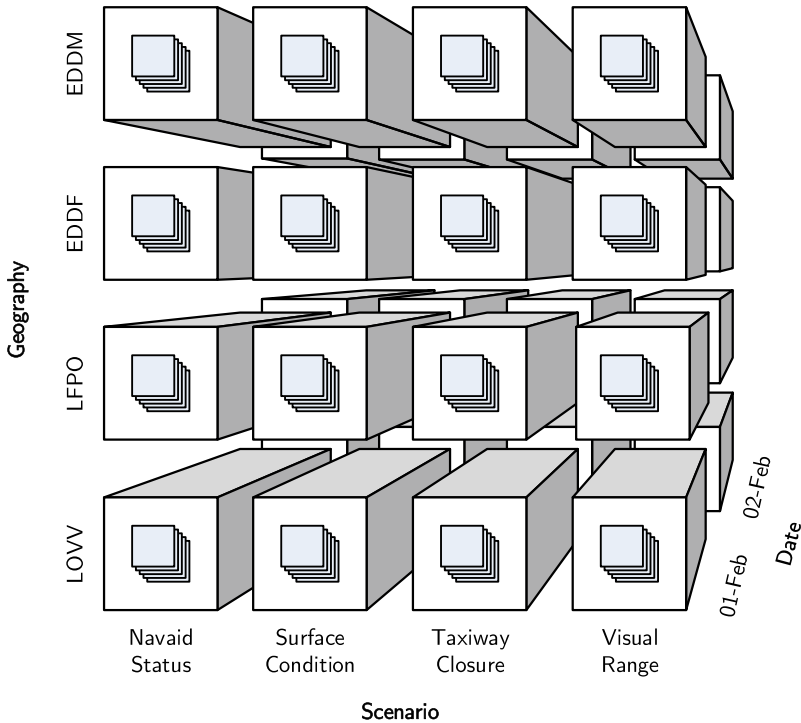 EDDM
EDDF
Geography
LFPO
LOVV
02-Feb
Date
01-Feb
Navaid
Status
Surface
Condition
Taxiway
Closure
Visual
Range
Scenario